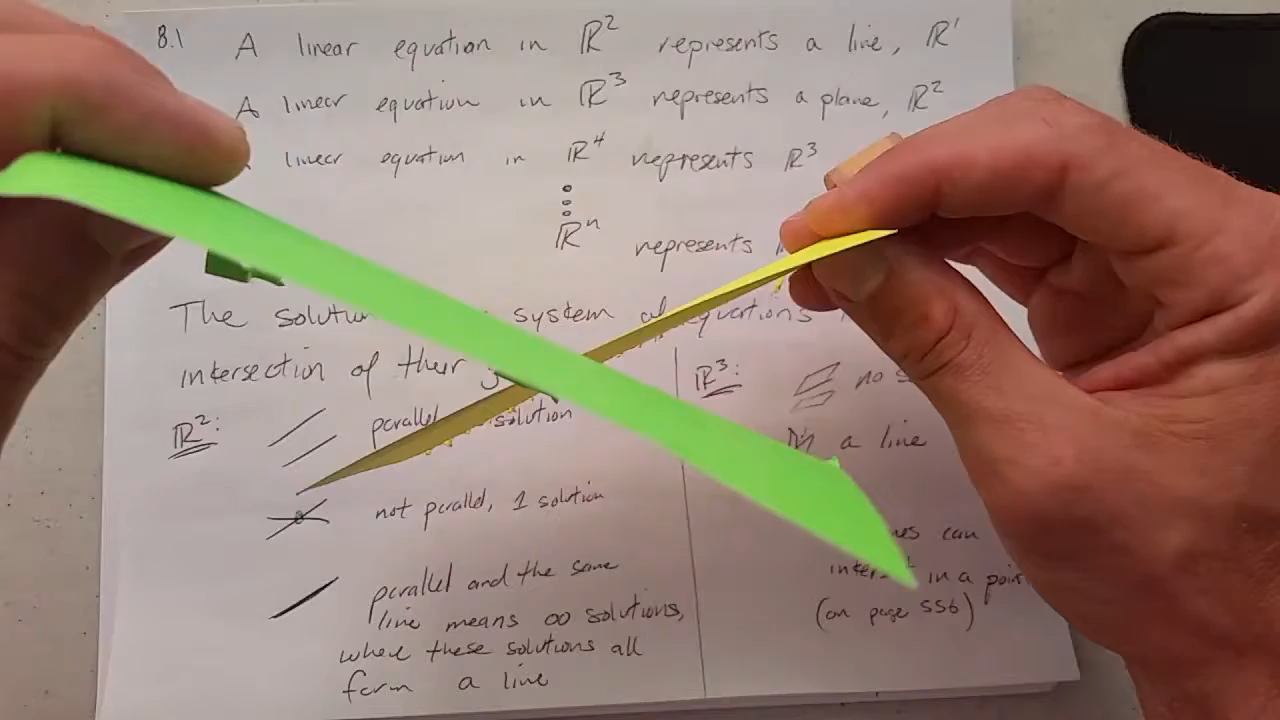 8.1 A linear equation in ℝ² represents a line, ℝ¹
A linear equation in ℝ³ represents a plane, ℝ²
linear equation in ℝ⁴ represents ℝ³
ℝⁿ represents
The system equations
intersection of their
ℝ²:
parallel solution
not parallel, 1 solution
parallel and the same
line means ∞ solutions,
where these solutions all
form a line
ℝ³:
no
a line
can
in a point
(on page 556)